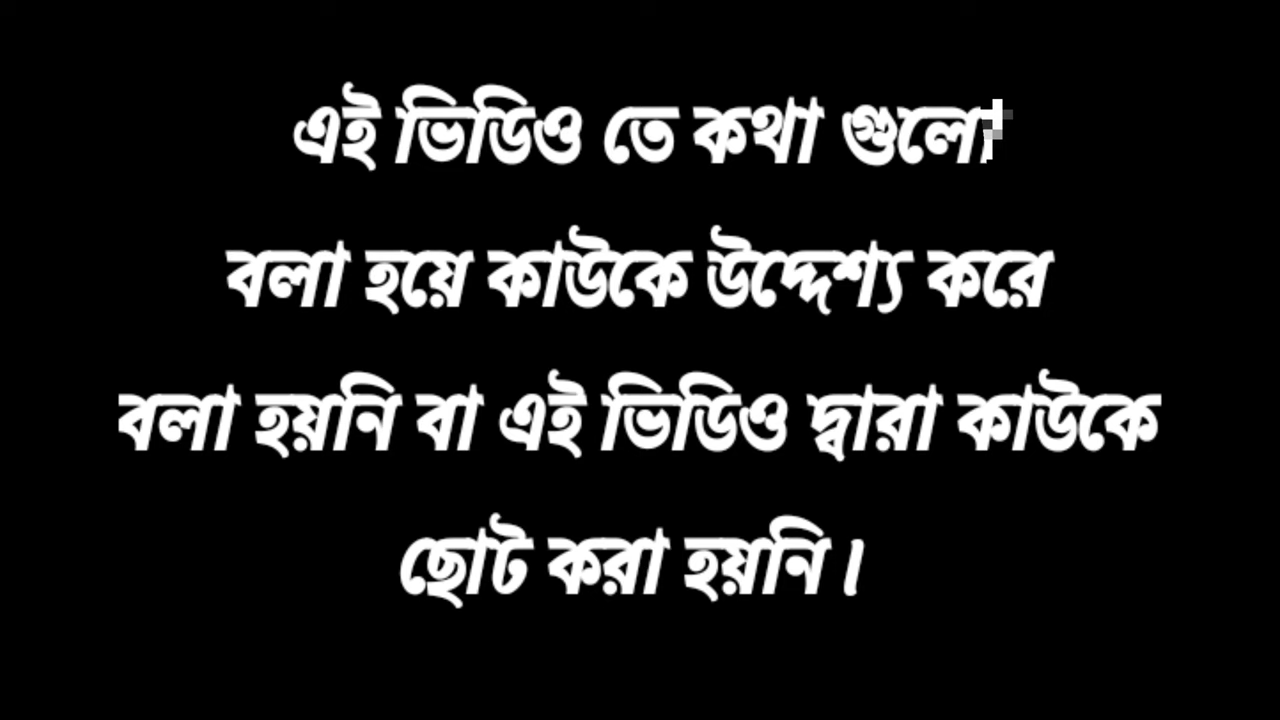 এই ভিডিও তে কথা গুলো
বলা হয়ে কাউকে উদ্দেশ্য করে
বলা হয়নি বা এই ভিডিও দ্বারা কাউকে
ছোট করা হয়নি।